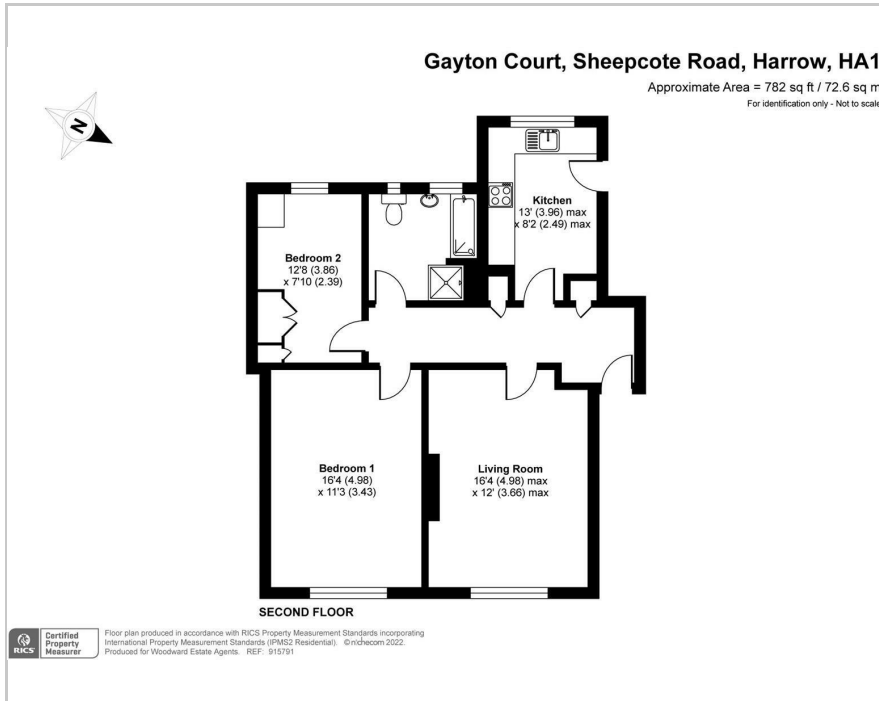 Gayton Court, Sheepcote Road, Harrow, HA1
Approximate Area = 782 sq ft / 72.6 sq m
For identification only - Not to scale
N
Kitchen
13' (3.96) max
x 8'2 (2.49) max
Bedroom 2
12'8 (3.86)
x 7'10 (2.39)
Bedroom 1
16'4 (4.98)
x 11'3 (3.43)
Living Room
16'4 (4.98) max
x 12' (3.66) max
SECOND FLOOR
RICS
Certified
Property
Measurer
Floor plan produced in accordance with RICS Property Measurement Standards incorporating
International Property Measurement Standards (IPMS2 Residential). ©nichecom 2022.
Produced for Woodward Estate Agents. REF: 915791